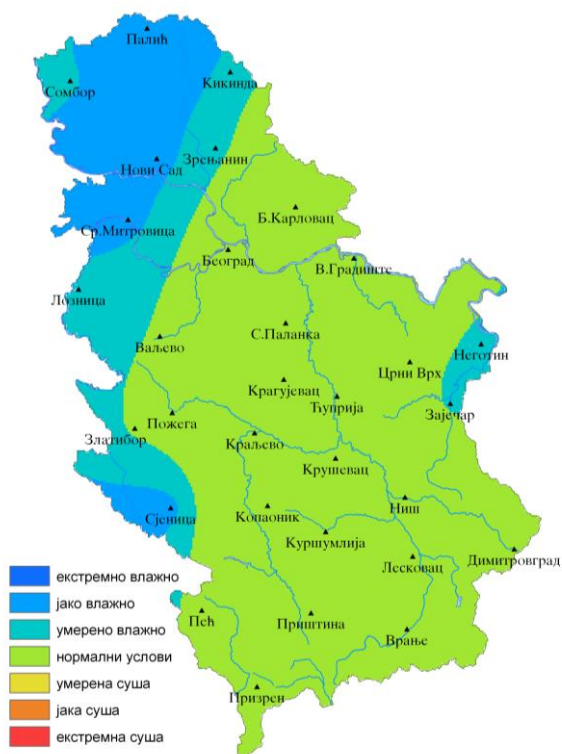 Палић
Кикинда
Сомбор
Зрењанин
Нови Сад
Б.Карловац
Ср.Митровица
Београд
В.Градиште
Лозница
С.Паланка
Ваљево
Неготин
Црни Врх
Крагујевац
Ћуприја
Зајечар
Пожега
Златибор
Краљево
Крушевац
Сјеница
Копаоник
Ниш
Куршумлија
Димитровград
Лесковац
Пећ
Приштина
Врање
Призрен
екстремно влажно
јако влажно
умерено влажно
нормални услови
умерена суша
јака суша
екстремна суша